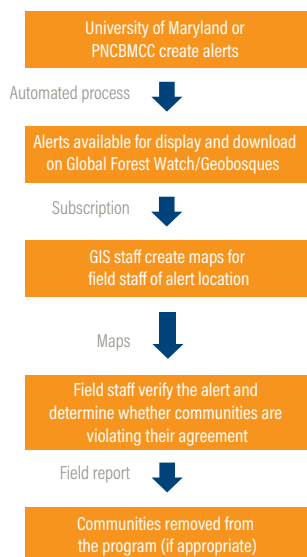 University of Maryland or
PNCBMCC create alerts
Automated process
Alerts available for display and download
on Global Forest Watch/Geobosques
Subscription
GIS staff create maps for
field staff of alert location
Maps
Field staff verify the alert and
determine whether communities are
violating their agreement
Field report
Communities removed from
the program (if appropriate)